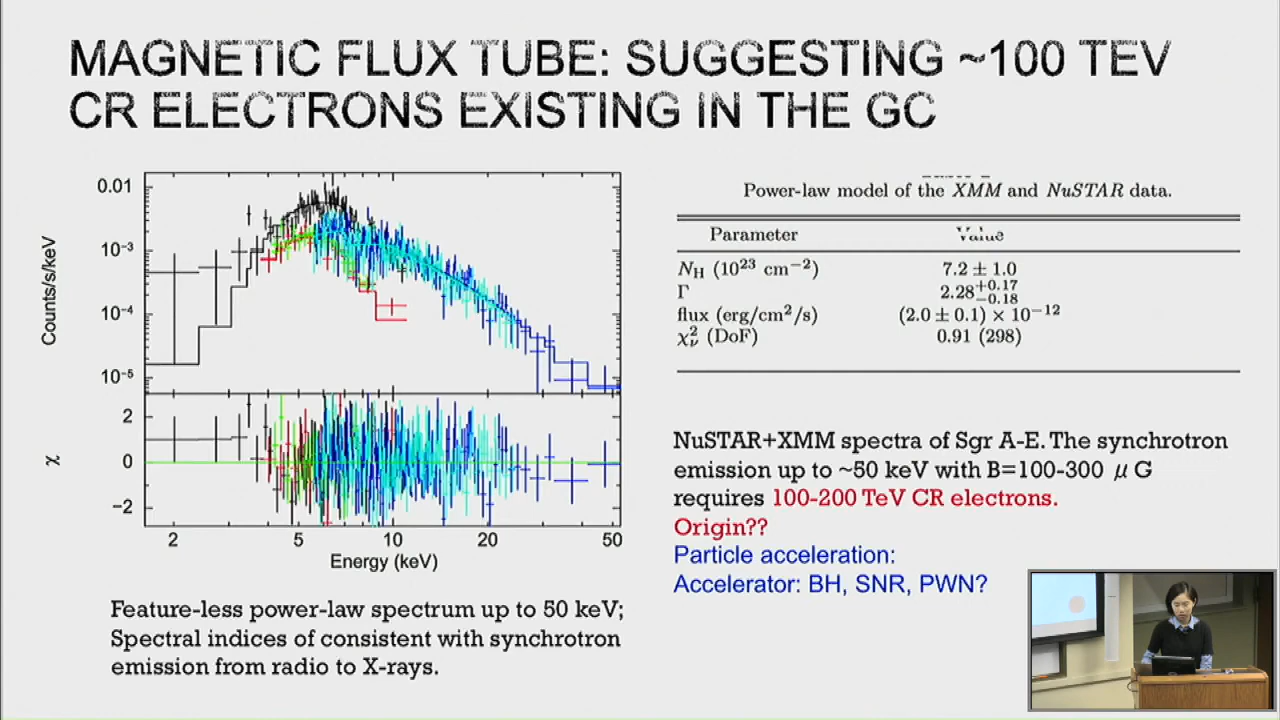 MAGNETIC FLUX TUBE: SUGGESTING ~100 TEV
CR ELECTRONS EXISTING IN THE GC
0.01
10⁻³
10⁻⁴
10⁻⁵
Counts/s/keV
2
0
−2
χ
2 5 10 20 50
Energy (keV)
Feature-less power-law spectrum up to 50 keV;
Spectral indices of consistent with synchrotron
emission from radio to X-rays.
Power-law model of the XMM and NuSTAR data.
Parameter Value
N_H (10²³ cm⁻²) 7.2 ± 1.0
Γ 2.28 +0.17 −0.18
flux (erg/cm²/s) (2.0 ± 0.1) × 10⁻¹²
χ²_ν (DoF) 0.91 (298)
NuSTAR+XMM spectra of Sgr A-E. The synchrotron
emission up to ~50 keV with B=100-300 μG
requires 100-200 TeV CR electrons.
Origin??
Particle acceleration:
Accelerator: BH, SNR, PWN?